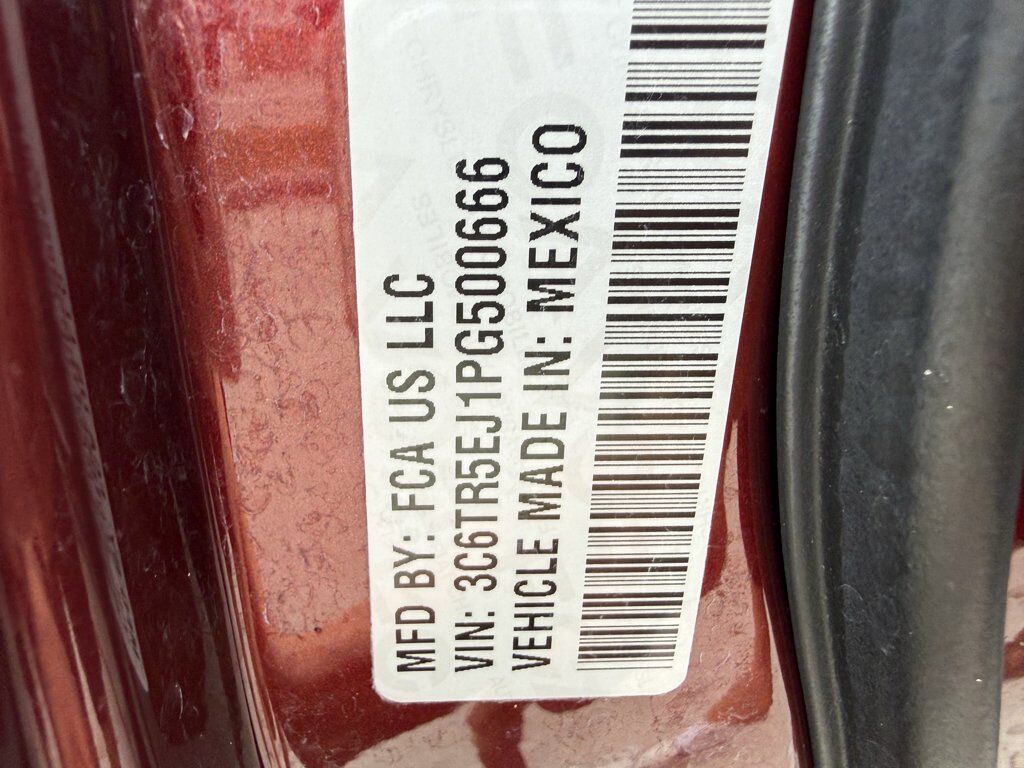 MFD BY: FCA US LLC
VIN: 3C6TR5EJ1PG500666
VEHICLE MADE IN: MEXICO